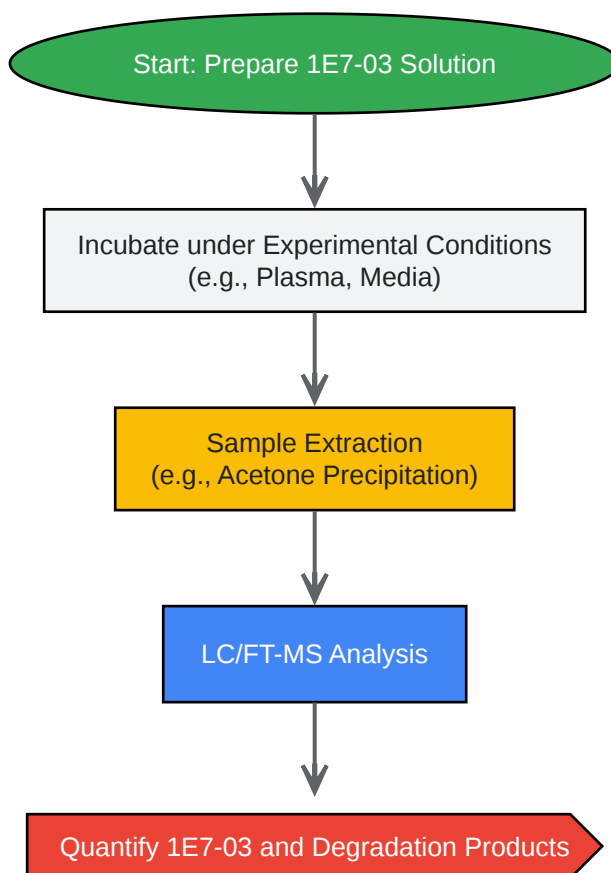 Start: Prepare 1E7-03 Solution
Incubate under Experimental Conditions
(e.g., Plasma, Media)
Sample Extraction
(e.g., Acetone Precipitation)
LC/FT-MS Analysis
Quantify 1E7-03 and Degradation Products